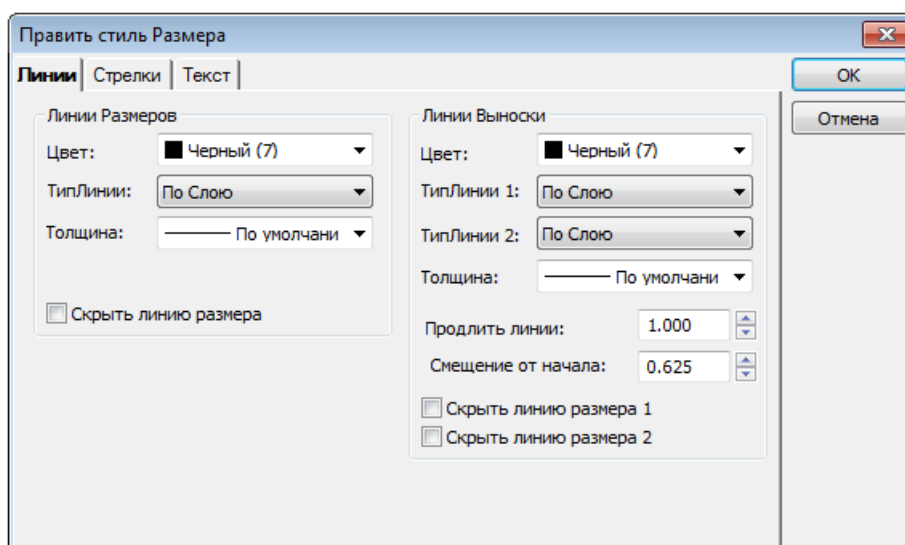 Править стиль Размера
Линии Стрелки Текст
OK
Отмена
Линии Размеров
Цвет: Черный (7)
ТипЛинии: По Слою
Толщина: По умолчани
Скрыть линию размера
Линии Выноски
Цвет: Черный (7)
ТипЛинии 1: По Слою
ТипЛинии 2: По Слою
Толщина: По умолчани
Продлить линии: 1.000
Смещение от начала: 0.625
Скрыть линию размера 1
Скрыть линию размера 2